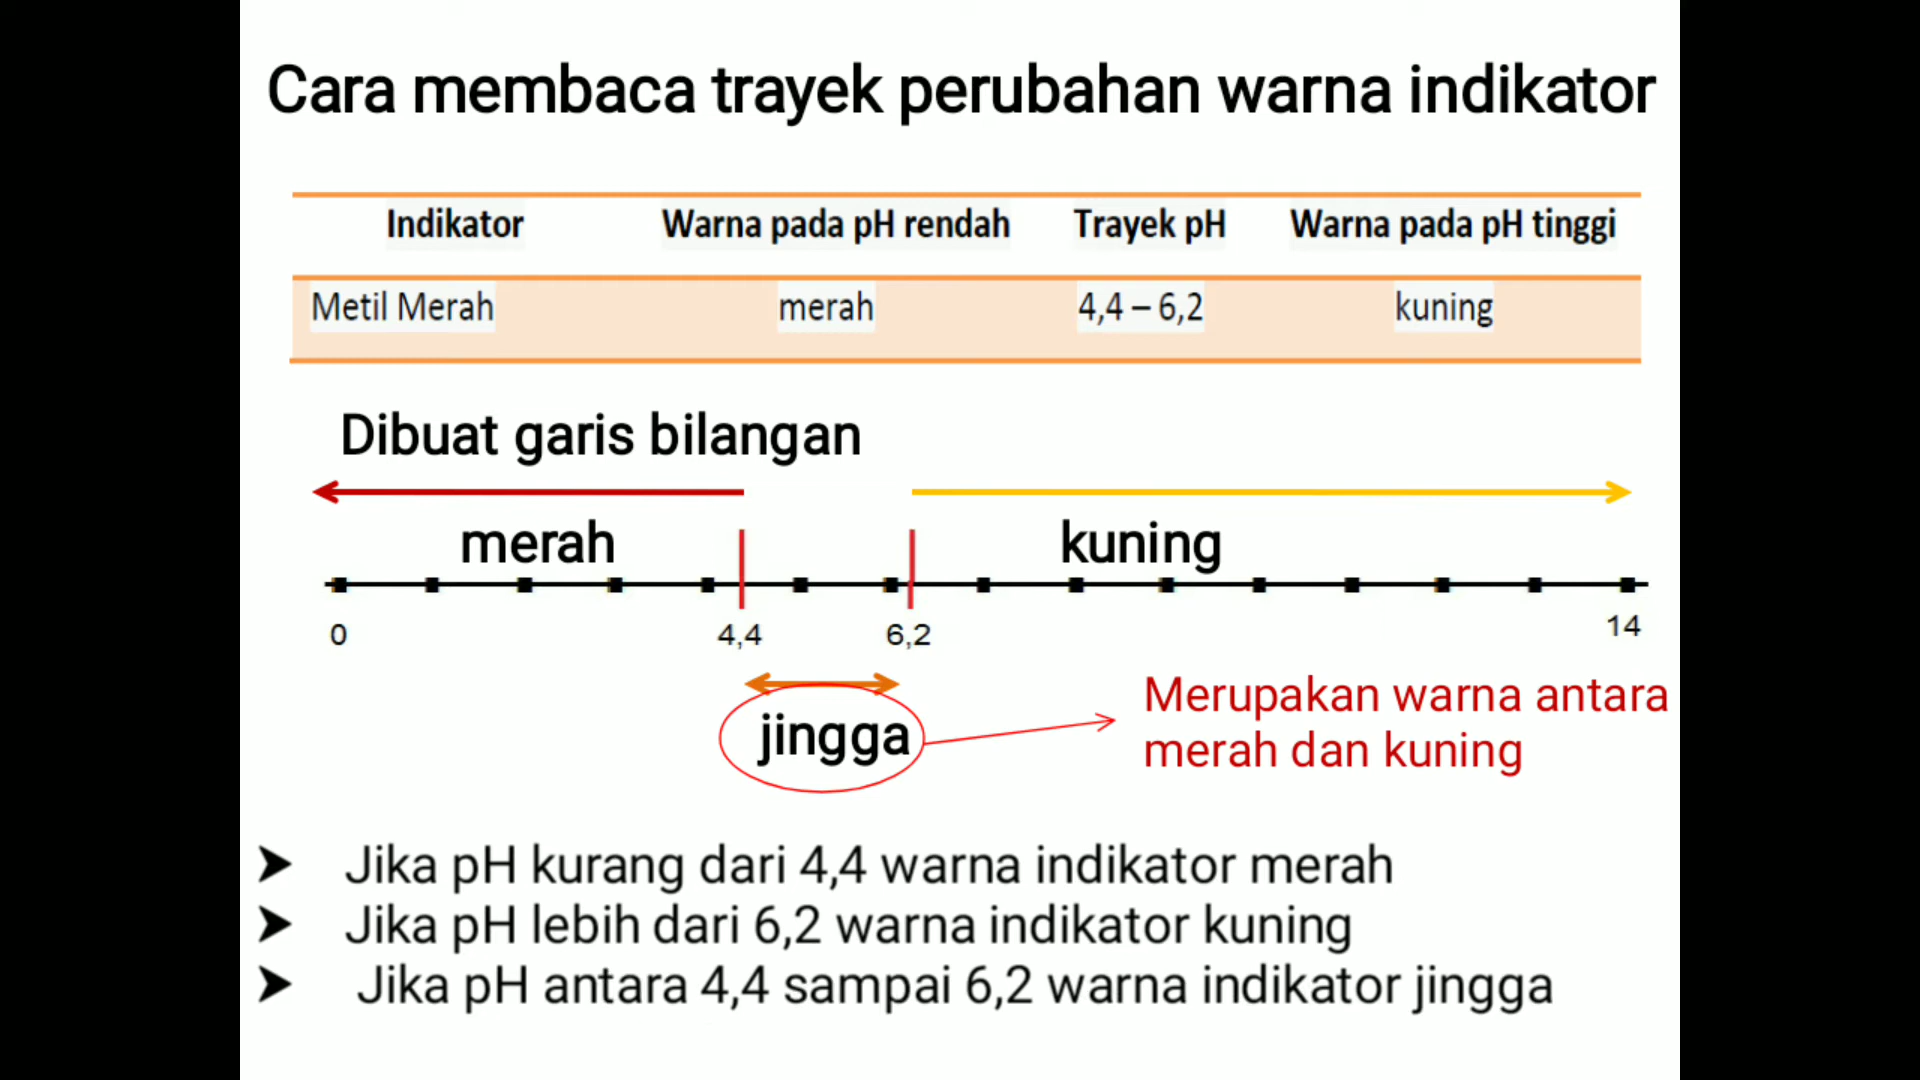 Cara membaca trayek perubahan warna indikator
Indikator Warna pada pH rendah Trayek pH Warna pada pH tinggi
Metil Merah merah 4,4 – 6,2 kuning
Dibuat garis bilangan
merah kuning
0 4,4 6,2 14
jingga
Merupakan warna antara
merah dan kuning
➤ Jika pH kurang dari 4,4 warna indikator merah
➤ Jika pH lebih dari 6,2 warna indikator kuning
➤ Jika pH antara 4,4 sampai 6,2 warna indikator jingga